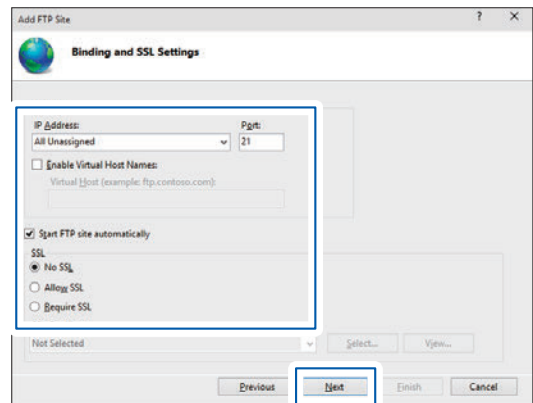 Add FTP Site ? X
Binding and SSL Settings
IP Address: Port:
All Unassigned 21
Enable Virtual Host Names:
Virtual Host (example: ftp.contoso.com):
Start FTP site automatically
SSL
No SSL
Allow SSL
Require SSL
Not Selected Select... View...
Previous Next Finish Cancel